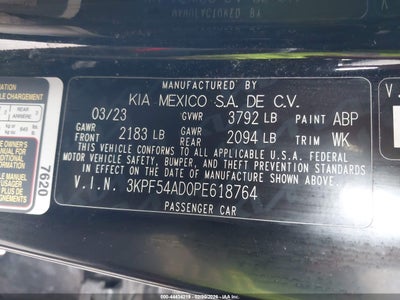 MANUFACTURED BY
KIA MEXICO S.A. DE C.V.
03/23 GVWR 3792 LB PAINT ABP
GAWR FRONT 2183 LB GAWR REAR 2094 LB TRIM WK
THIS VEHICLE CONFORMS TO ALL APPLICABLE U.S. FEDERAL
MOTOR VEHICLE SAFETY, BUMPER, AND THEFT PREVENTION STANDARDS
IN EFFECT ON THE DATE OF MANUFACTURE SHOWN ABOVE.
V.I.N. 3KPF54AD0PE618764
PASSENGER CAR
CHARGEMENT
7620